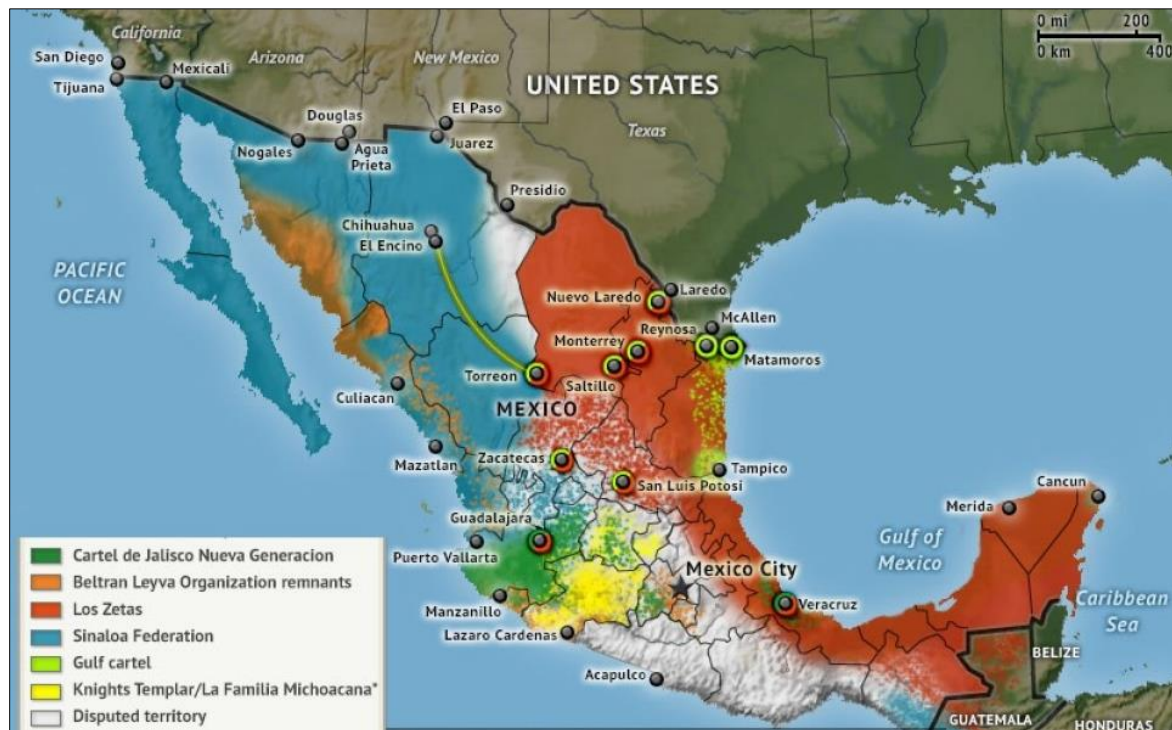 California
San Diego
Tijuana
Mexicali
Arizona
New Mexico
0 mi 200
0 km 400
UNITED STATES
Douglas
El Paso
Nogales
Agua
Prieta
Juarez
Texas
Presidio
Chihuahua
El Encino
PACIFIC
OCEAN
Nuevo Laredo
Laredo
McAllen
Reynosa
Monterrey
Matamoros
Torreon
Saltillo
Culiacan
MEXICO
Mazatlan
Zacatecas
Tampico
San Luis Potosi
Cancun
Merida
Guadalajara
Gulf of
Mexico
Puerto Vallarta
Mexico City
Manzanillo
Veracruz
Caribbean
Sea
Lazaro Cardenas
BELIZE
Acapulco
GUATEMALA
HONDURAS
Cartel de Jalisco Nueva Generacion
Beltran Leyva Organization remnants
Los Zetas
Sinaloa Federation
Gulf cartel
Knights Templar/La Familia Michoacana*
Disputed territory